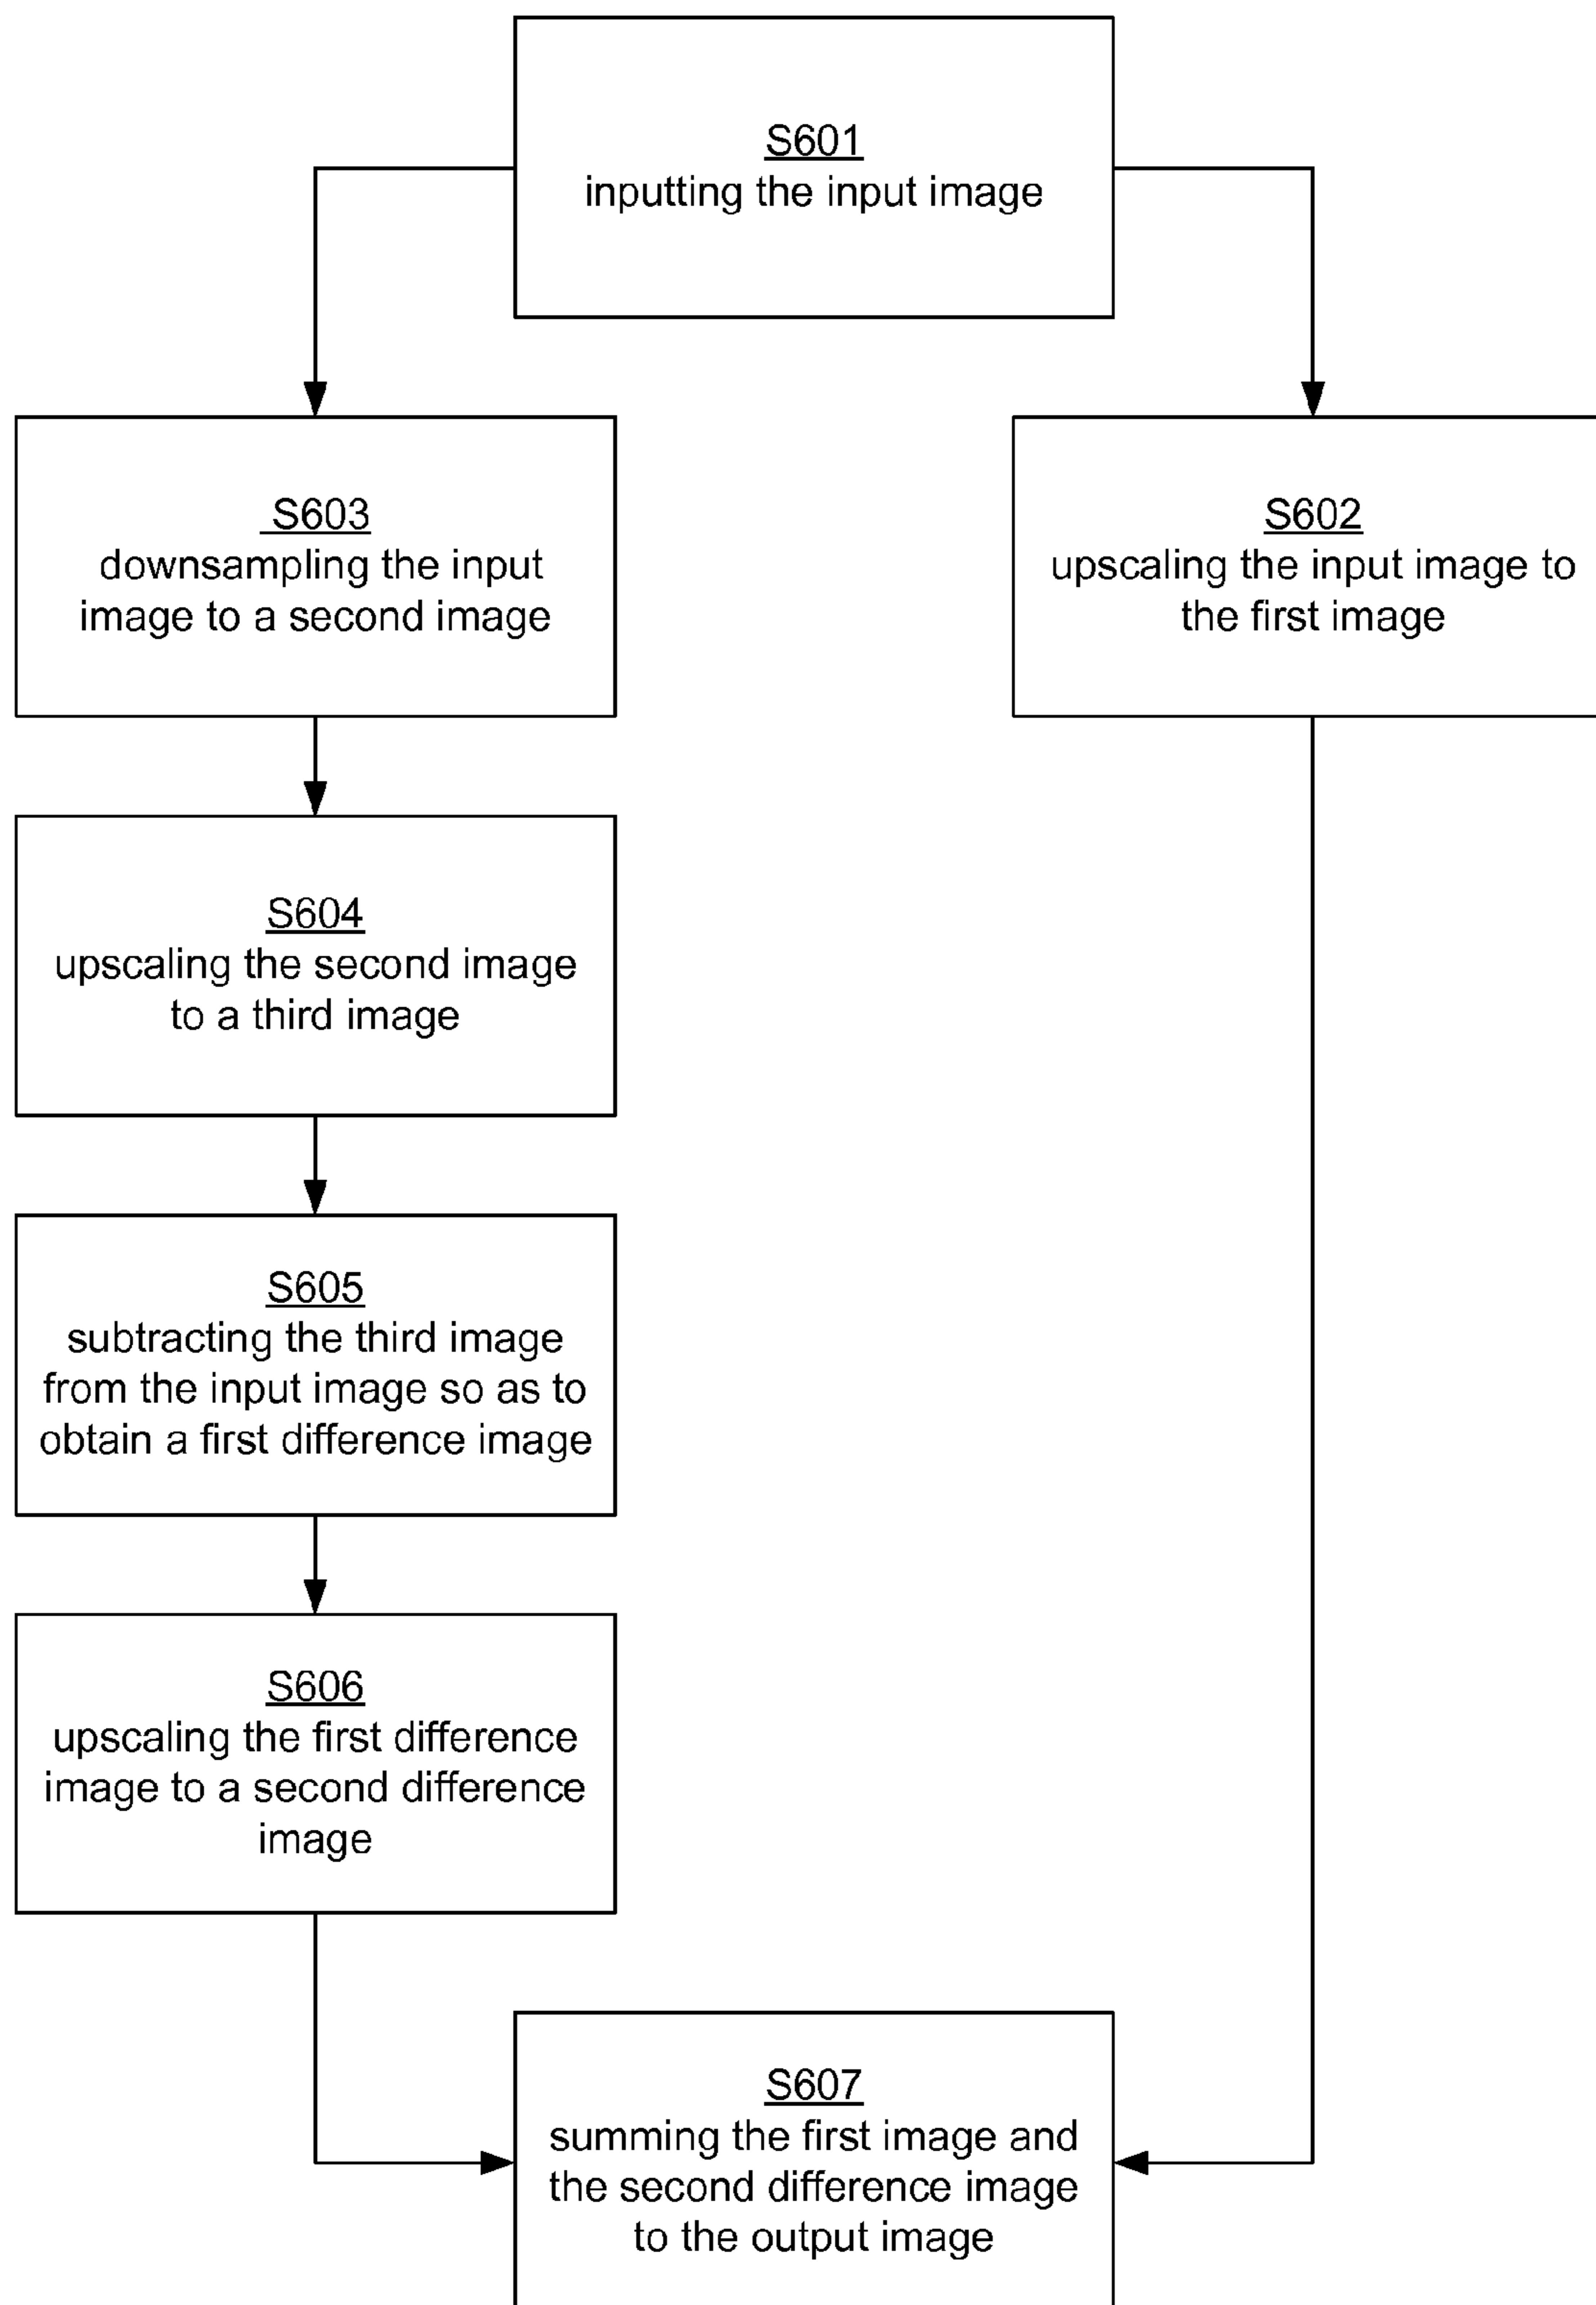 S601
inputting the input image
S603
downsampling the input
image to a second image
S602
upscaling the input image to
the first image
S604
upscaling the second image
to a third image
S605
subtracting the third image
from the input image so as to
obtain a first difference image
S606
upscaling the first difference
image to a second difference
image
S607
summing the first image and
the second difference image
to the output image